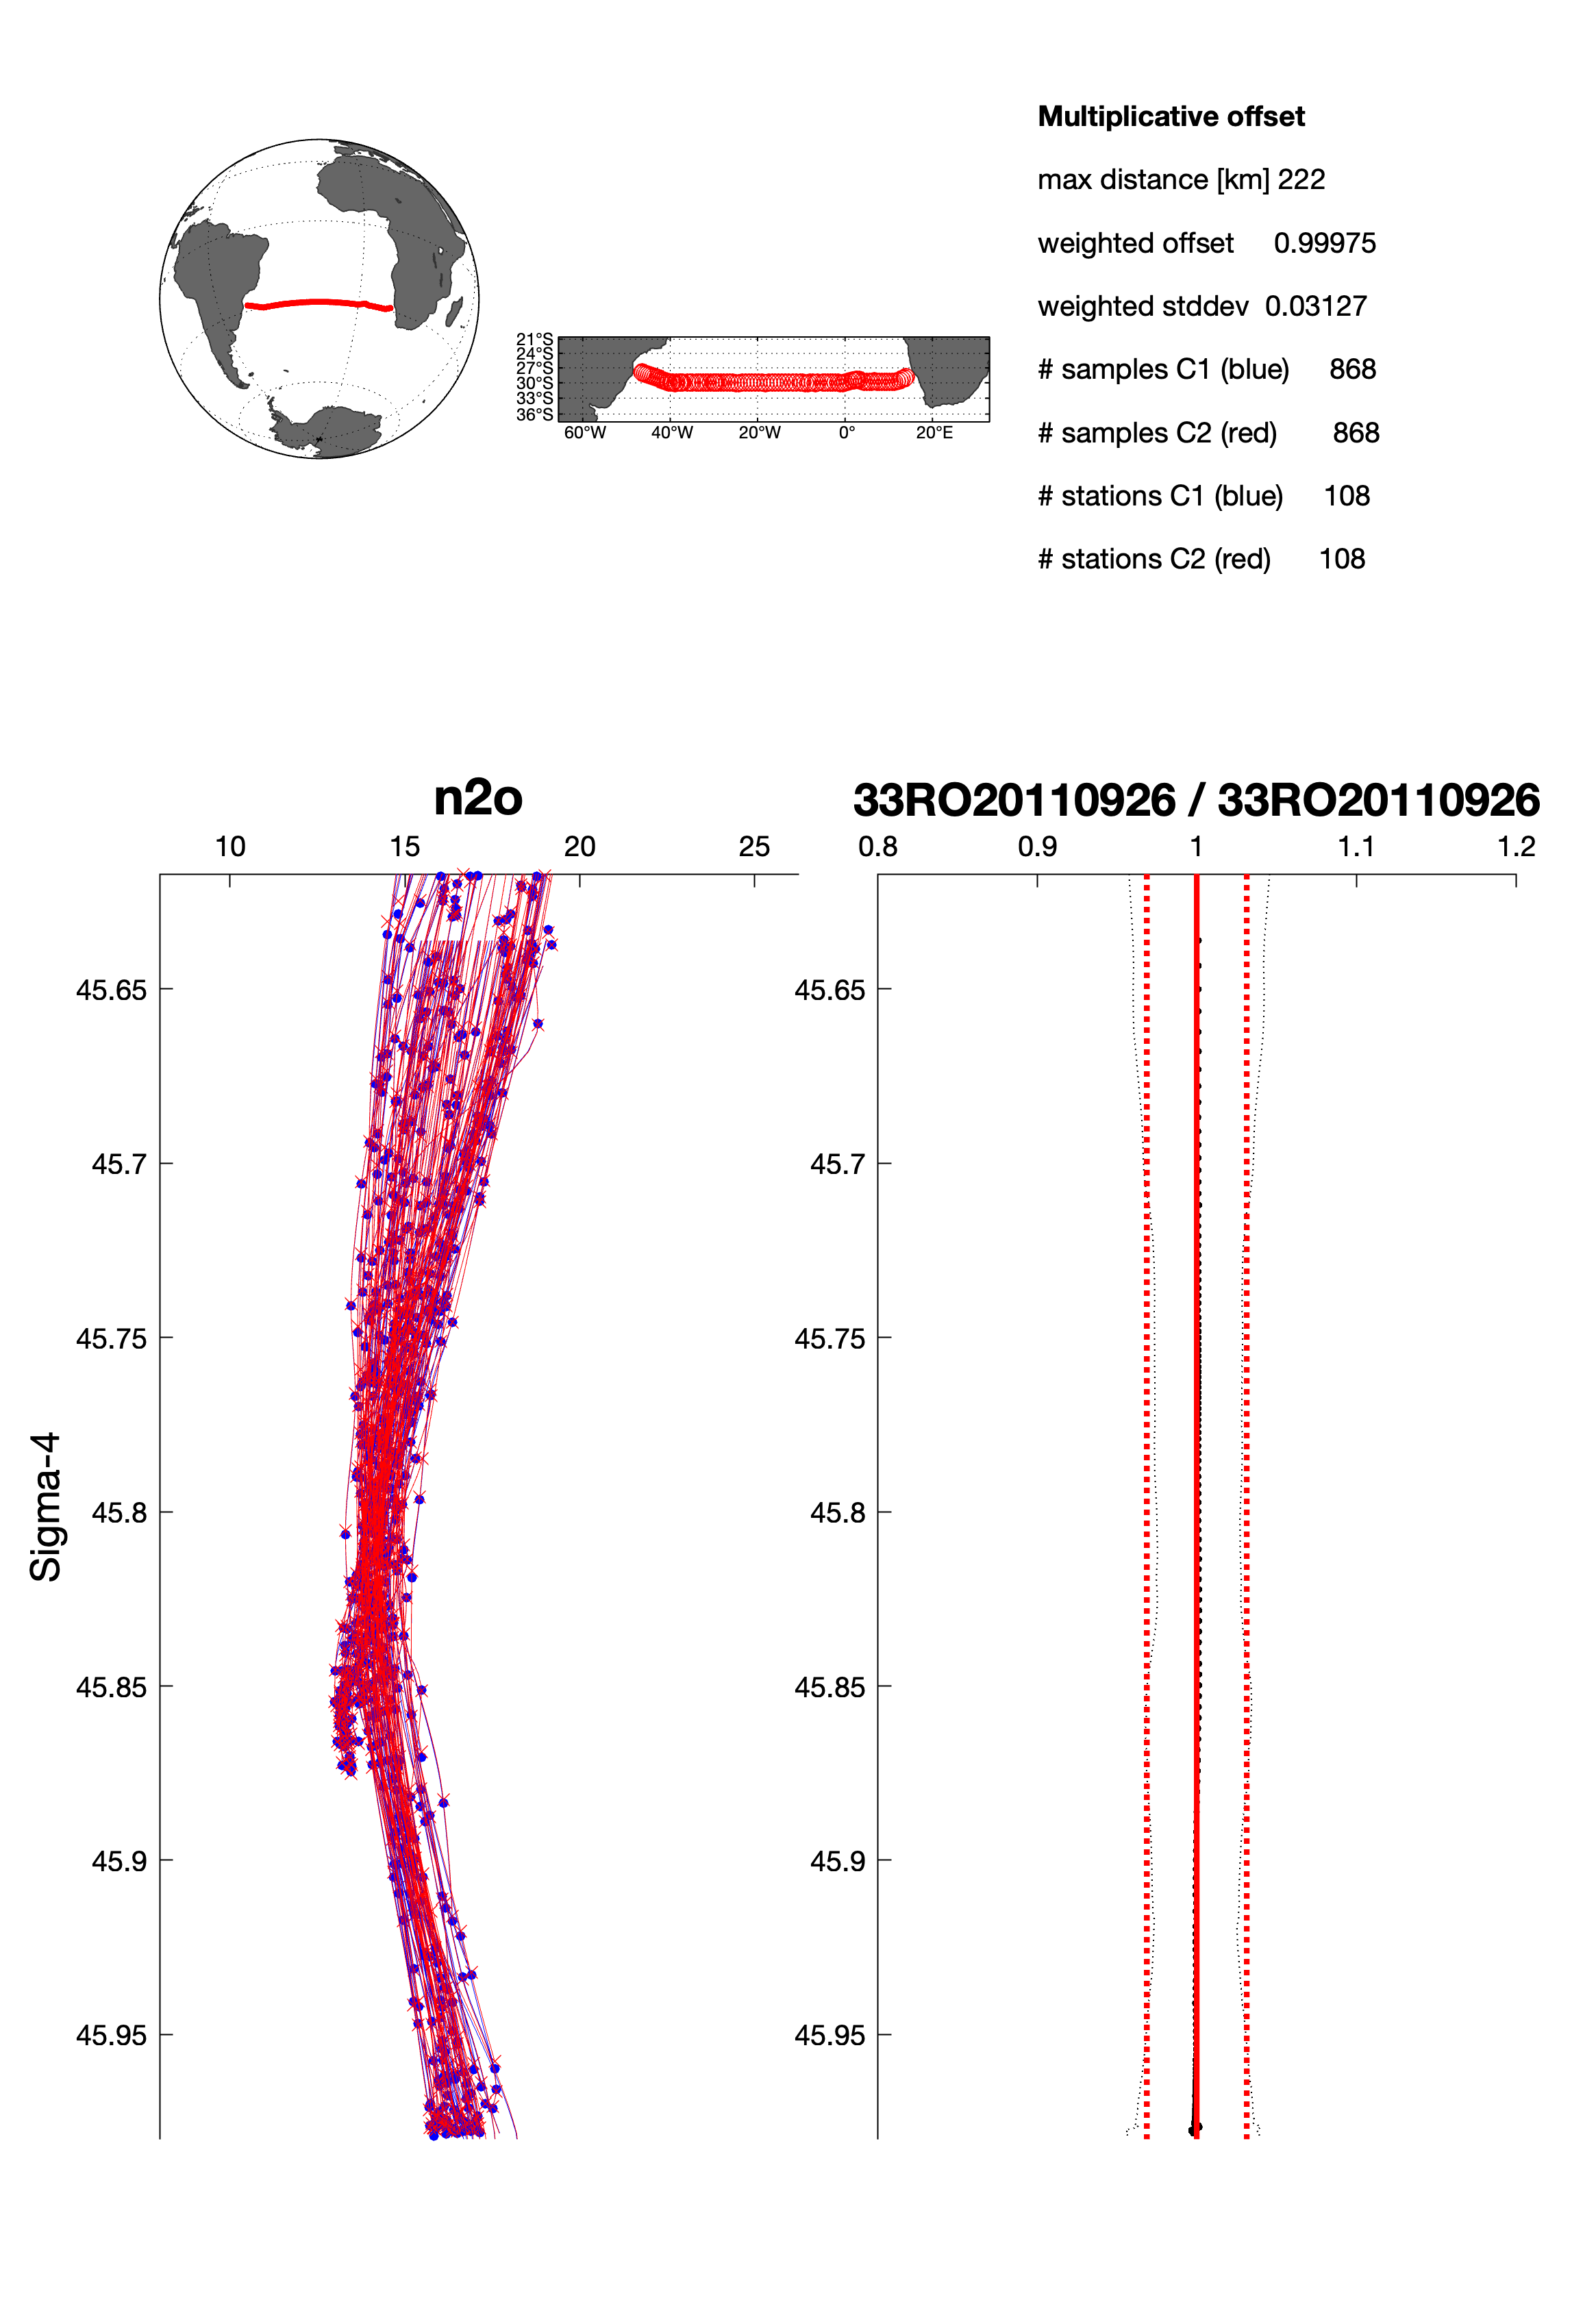 Multiplicative offset
max distance [km] 222
weighted offset 0.99975
weighted stddev 0.03127
# samples C1 (blue) 868
# samples C2 (red) 868
# stations C1 (blue) 108
# stations C2 (red) 108
21°S
24°S
27°S
30°S
33°S
36°S
60°W 40°W 20°W 0° 20°E
n2o
10 15 20 25
Sigma-4
45.65
45.7
45.75
45.8
45.85
45.9
45.95
33RO20110926 / 33RO20110926
0.8 0.9 1 1.1 1.2
45.65
45.7
45.75
45.8
45.85
45.9
45.95